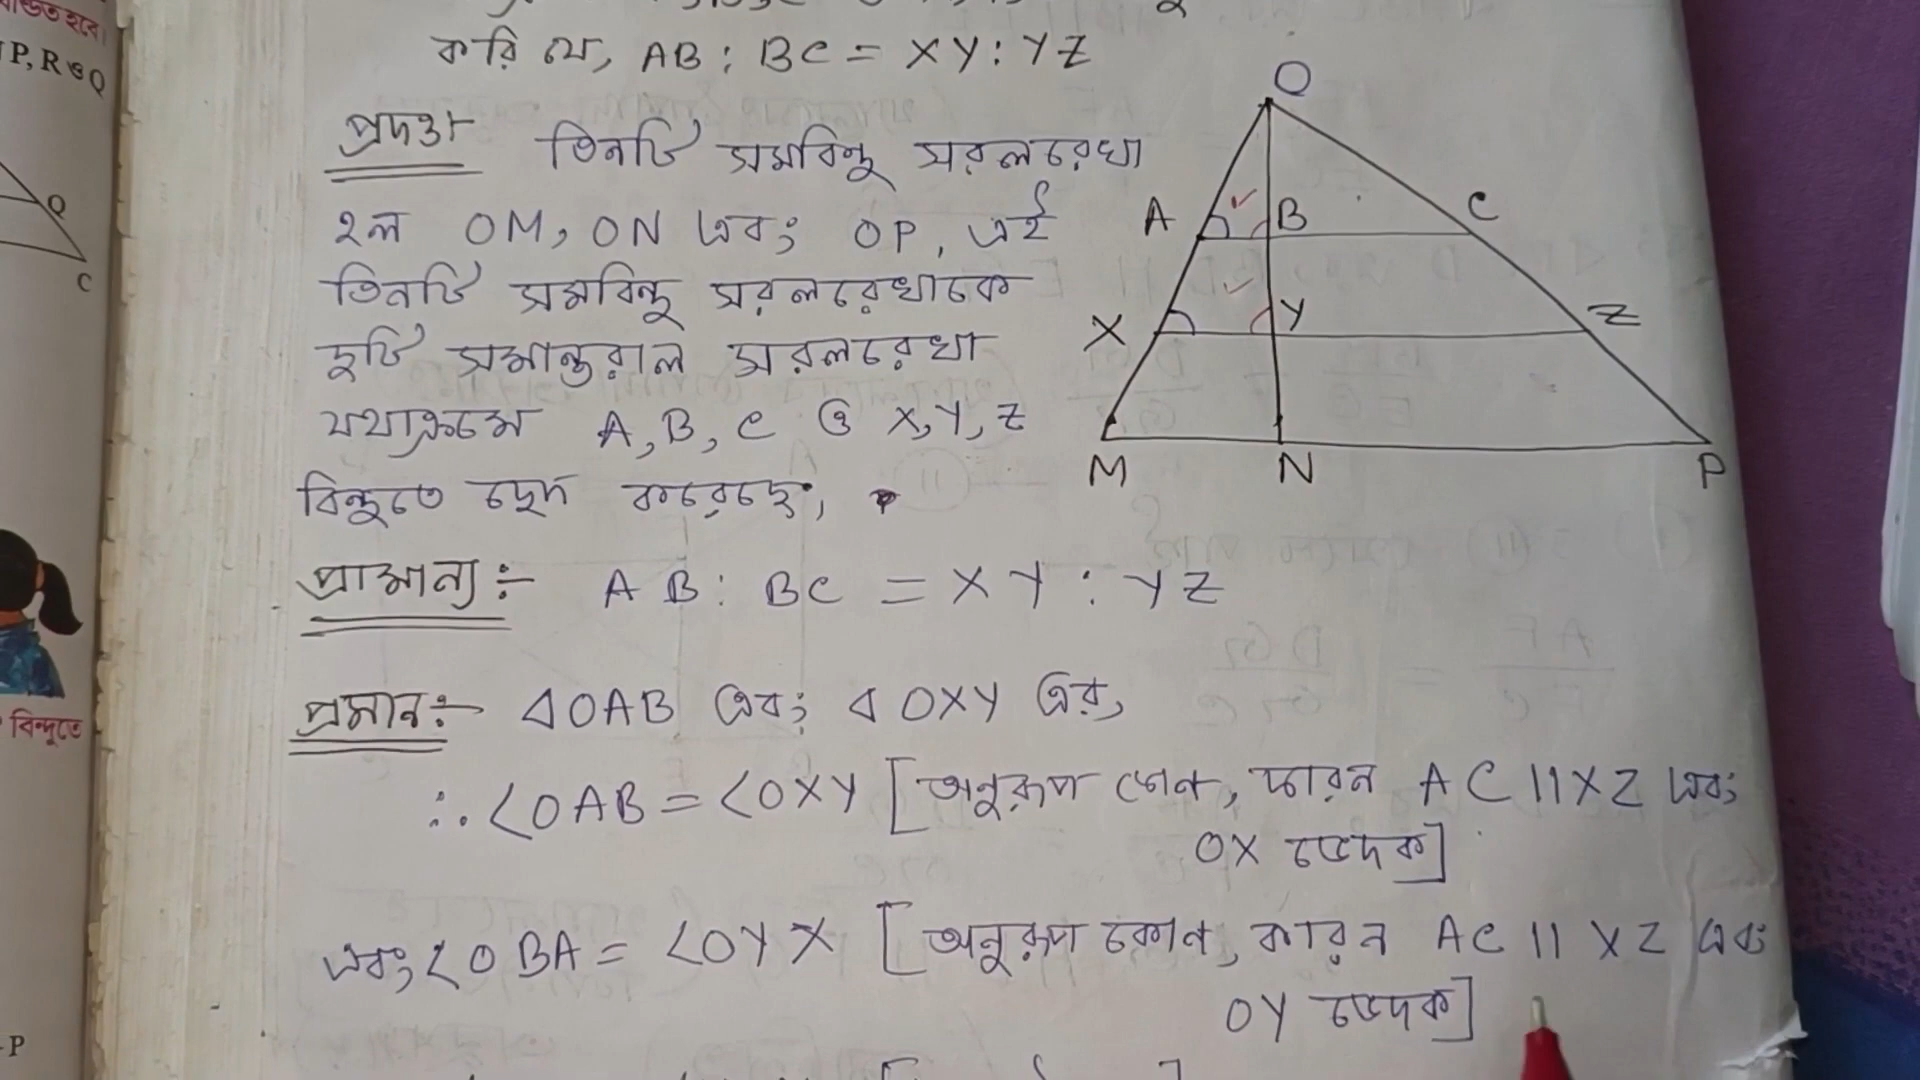 করি যে, AB : BC = XY : YZ
প্রদত্তঃ- তিনটি সমবিন্দু সরলরেখা
হল OM, ON এবং OP, এই
তিনটি সমবিন্দু সরলরেখাকে
দুটি সমান্তরাল সরলরেখা
যথাক্রমে A, B, C ও X, Y, Z
বিন্দুতে ছেদ করেছে,
O
A B C
X Y Z
M N P
প্রামান্য :- AB : BC = XY : YZ
প্রমান :- ∆OAB এবং ∆OXY এর,
∴ ∠OAB = ∠OXY [অনুরূপ কোন, কারন AC || XZ এবং
OX ভেদক]
এবং, ∠OBA = ∠OYX [অনুরূপ কোন, কারন AC || XZ এবং
OY ভেদক]
P, R ও Q
Q
C
বিন্দুতে
P